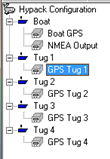 Hypack Configuration
Boat
Boat GPS
NMEA Output
Tug 1
GPS Tug 1
Tug 2
GPS Tug 2
Tug 3
GPS Tug 3
Tug 4
GPS Tug 4